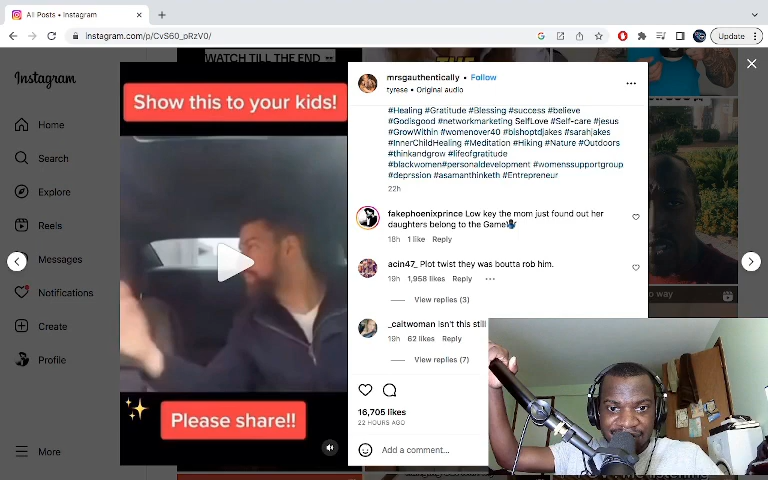 All Posts • Instagram
instagram.com/p/CvS60_pRzV0/
Update
WATCH TILL THE END
Instagram
Home
Search
Explore
Reels
Messages
Notifications
Create
Profile
More
Show this to your kids!
Please share!!
mrsgauthentically • Follow
tyrese • Original audio
#Healing #Gratitude #Blessing #success #believe
#Godisgood #networkmarketing SelfLove #Self-care #jesus
#GrowWithin #womenover40 #bishoptdjakes #sarahjakes
#InnerChildHealing #Meditation #Hiking #Nature #Outdoors
#thinkandgrow #lifeofgratitude
#blackwomen#personaldevelopment #womenssupportgroup
#deprssion #asamanthinketh #Entrepreneur
22h
fakephoenixprince Low key the mom just found out her
daughters belong to the Game
18h 1 like Reply
acin47_ Plot twist they was boutta rob him.
19h 1,958 likes Reply
View replies (3)
_caltwoman Isn't this still
19h 62 likes Reply
View replies (7)
16,705 likes
22 HOURS AGO
Add a comment...
o way